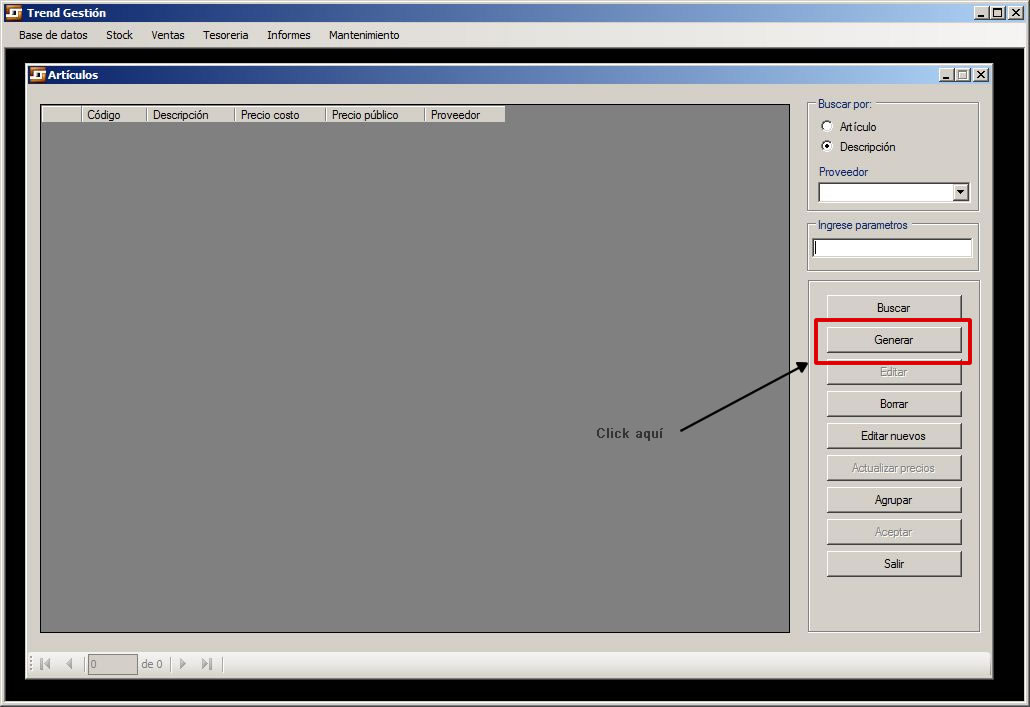 Trend Gestión
Base de datos Stock Ventas Tesoreria Informes Mantenimiento
Artículos
Código Descripción Precio costo Precio público Proveedor
Buscar por:
Artículo
Descripción
Proveedor
Ingrese parametros
Buscar
Generar
Editar
Borrar
Click aquí
Editar nuevos
Actualizar precios
Agrupar
Aceptar
Salir
0 de 0